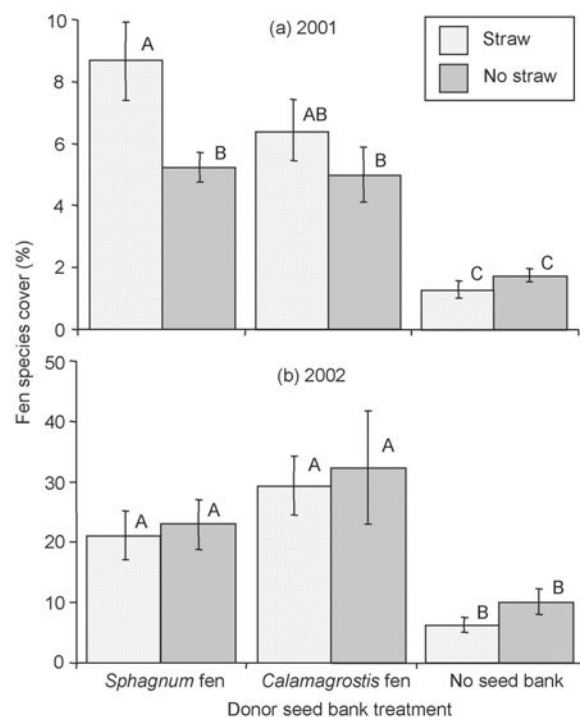 (a) 2001
Straw
No straw
10
8
6
4
2
0
A
B
AB
B
C
C
Fen species cover (%)
(b) 2002
50
40
30
20
10
0
A
A
A
A
B
B
Sphagnum fen
Calamagrostis fen
No seed bank
Donor seed bank treatment